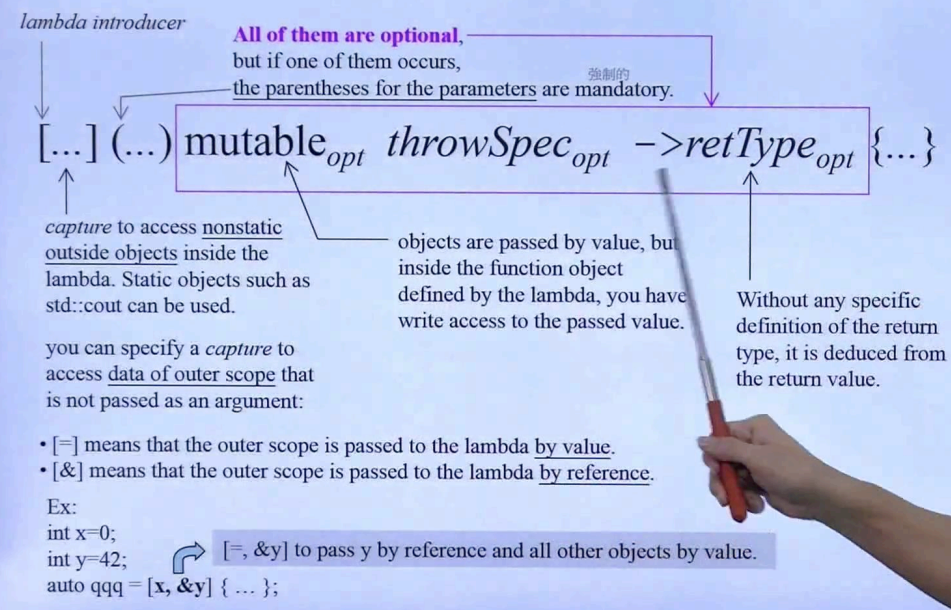 lambda introducer
All of them are optional,
but if one of them occurs,
強制的
the parentheses for the parameters are mandatory.
[...] (...) mutable opt throwSpec opt ->retType opt {...}
capture to access nonstatic
outside objects inside the
lambda. Static objects such as
std::cout can be used.
objects are passed by value, but
inside the function object
defined by the lambda, you have
write access to the passed value.
Without any specific
definition of the return
type, it is deduced from
the return value.
you can specify a capture to
access data of outer scope that
is not passed as an argument:
• [=] means that the outer scope is passed to the lambda by value.
• [&] means that the outer scope is passed to the lambda by reference.
Ex:
int x=0;
int y=42;
[=, &y] to pass y by reference and all other objects by value.
auto qqq = [x, &y] { ... };